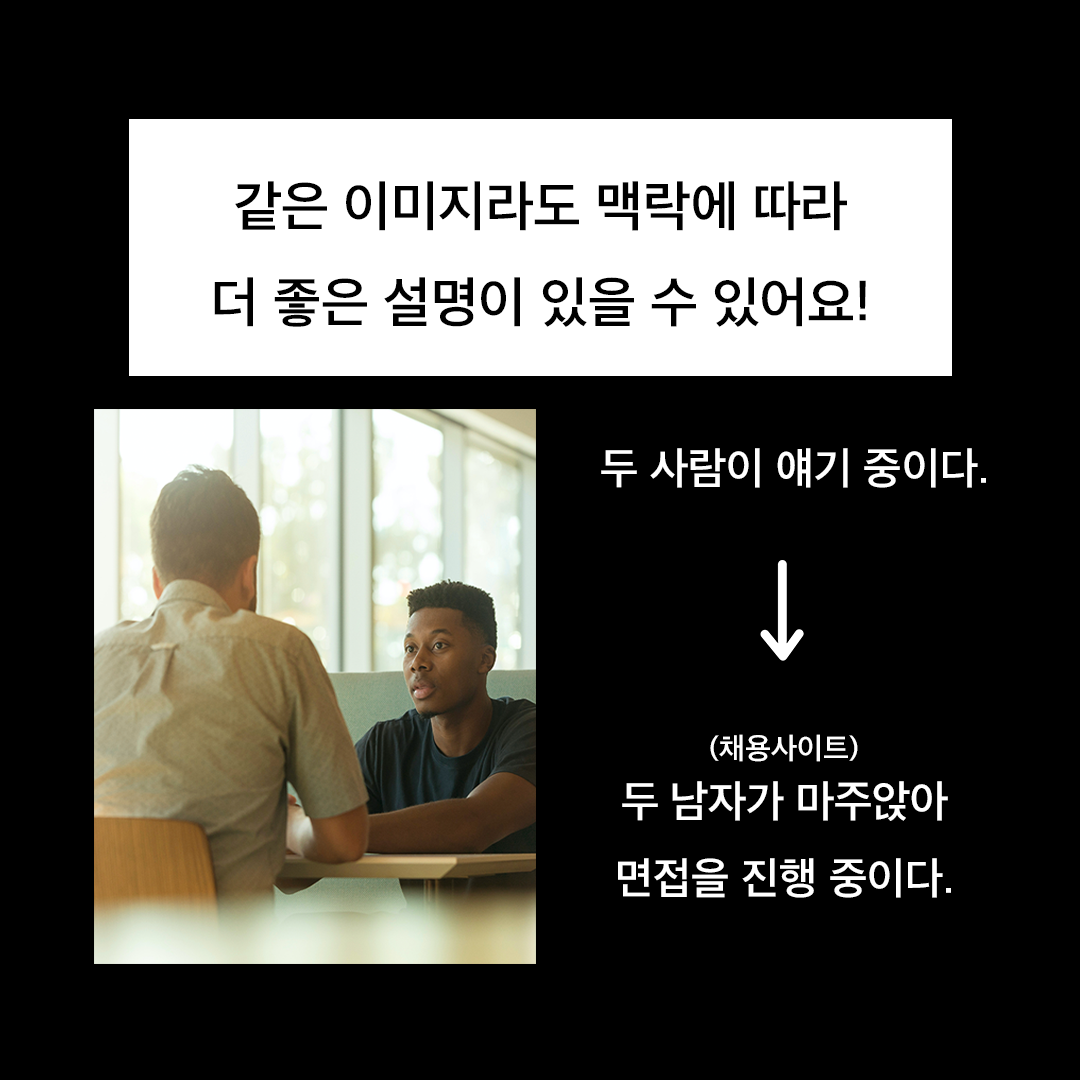 같은 이미지라도 맥락에 따라
더 좋은 설명이 있을 수 있어요!
두 사람이 얘기 중이다.
(채용사이트)
두 남자가 마주앉아
면접을 진행 중이다.